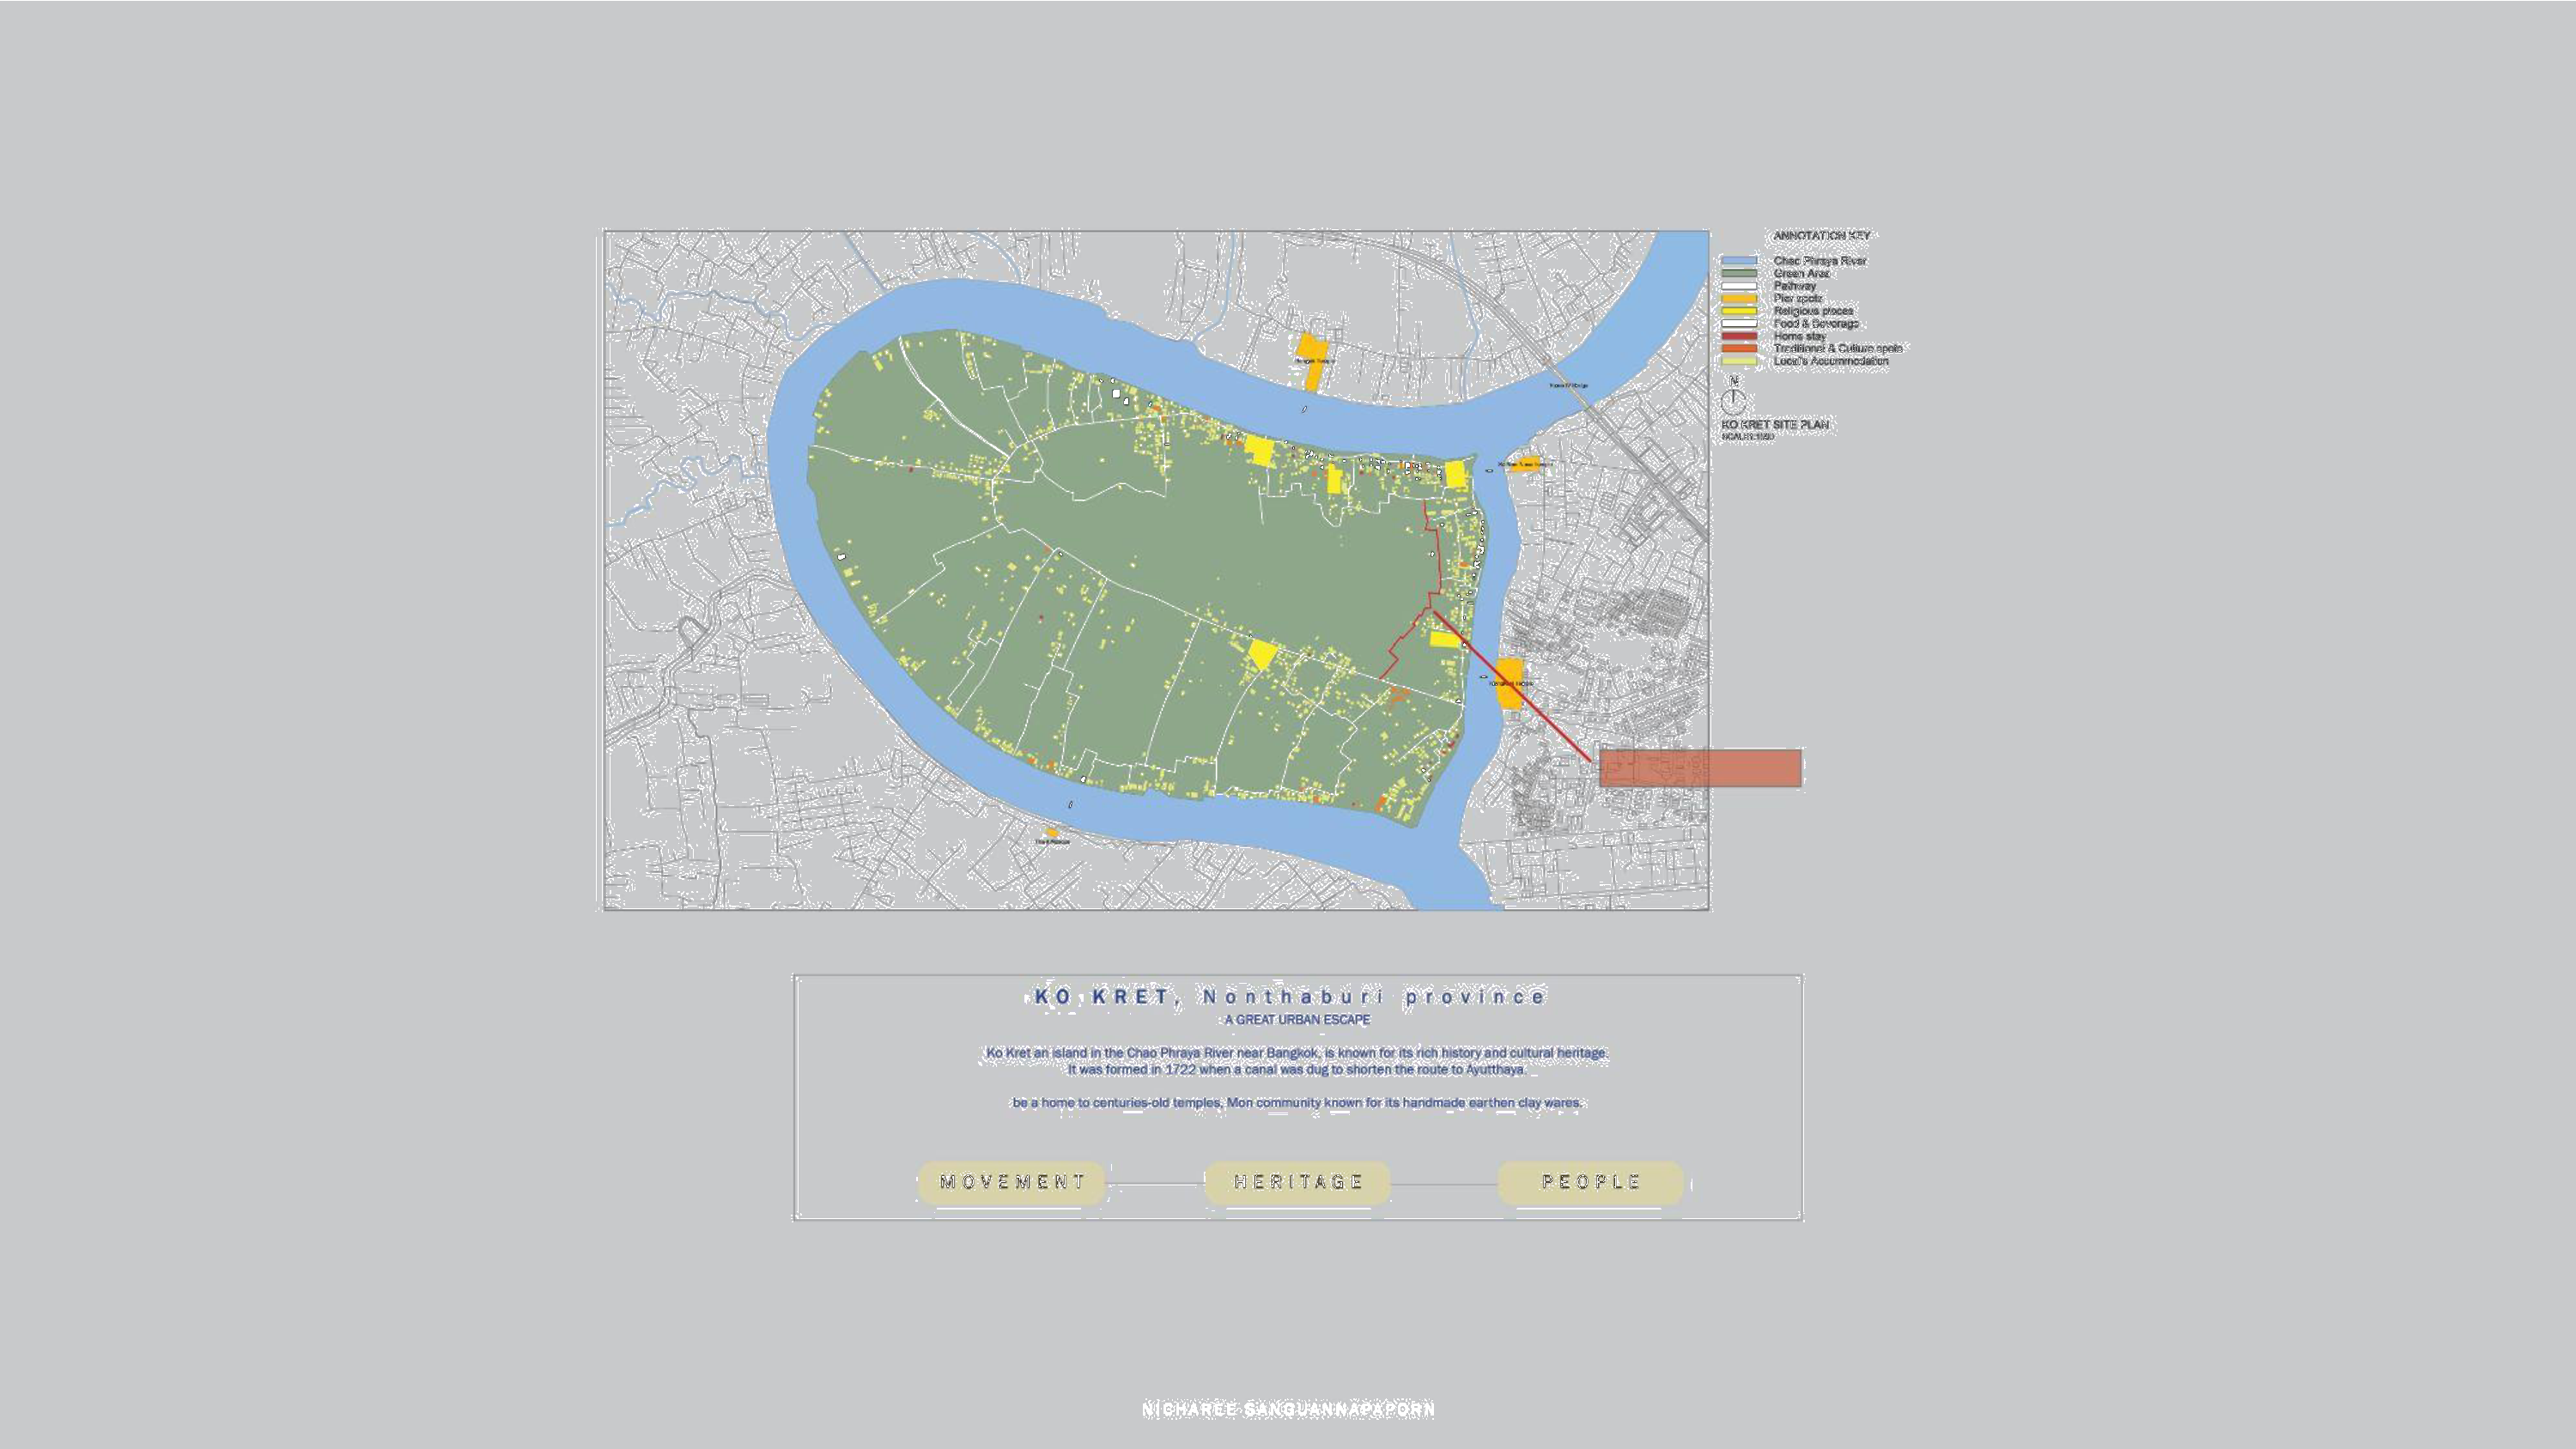 ANNOTATION KEY
Chao Phraya River
Green Area
Pathway
Pier spots
Religious places
Food & Beverage
Home stay
Traditional & Culture spots
Local's Accommodation
N
KO KRET SITE PLAN
KO KRET, Nonthaburi province
A GREAT URBAN ESCAPE
Ko Kret an island in the Chao Phraya River near Bangkok, is known for its rich history and cultural heritage.
It was formed in 1722 when a canal was dug to shorten the route to Ayutthaya.
be a home to centuries-old temples, Mon community known for its handmade earthen clay wares.
MOVEMENT
HERITAGE
PEOPLE
NICHAREE SANGUANNAPAPORN